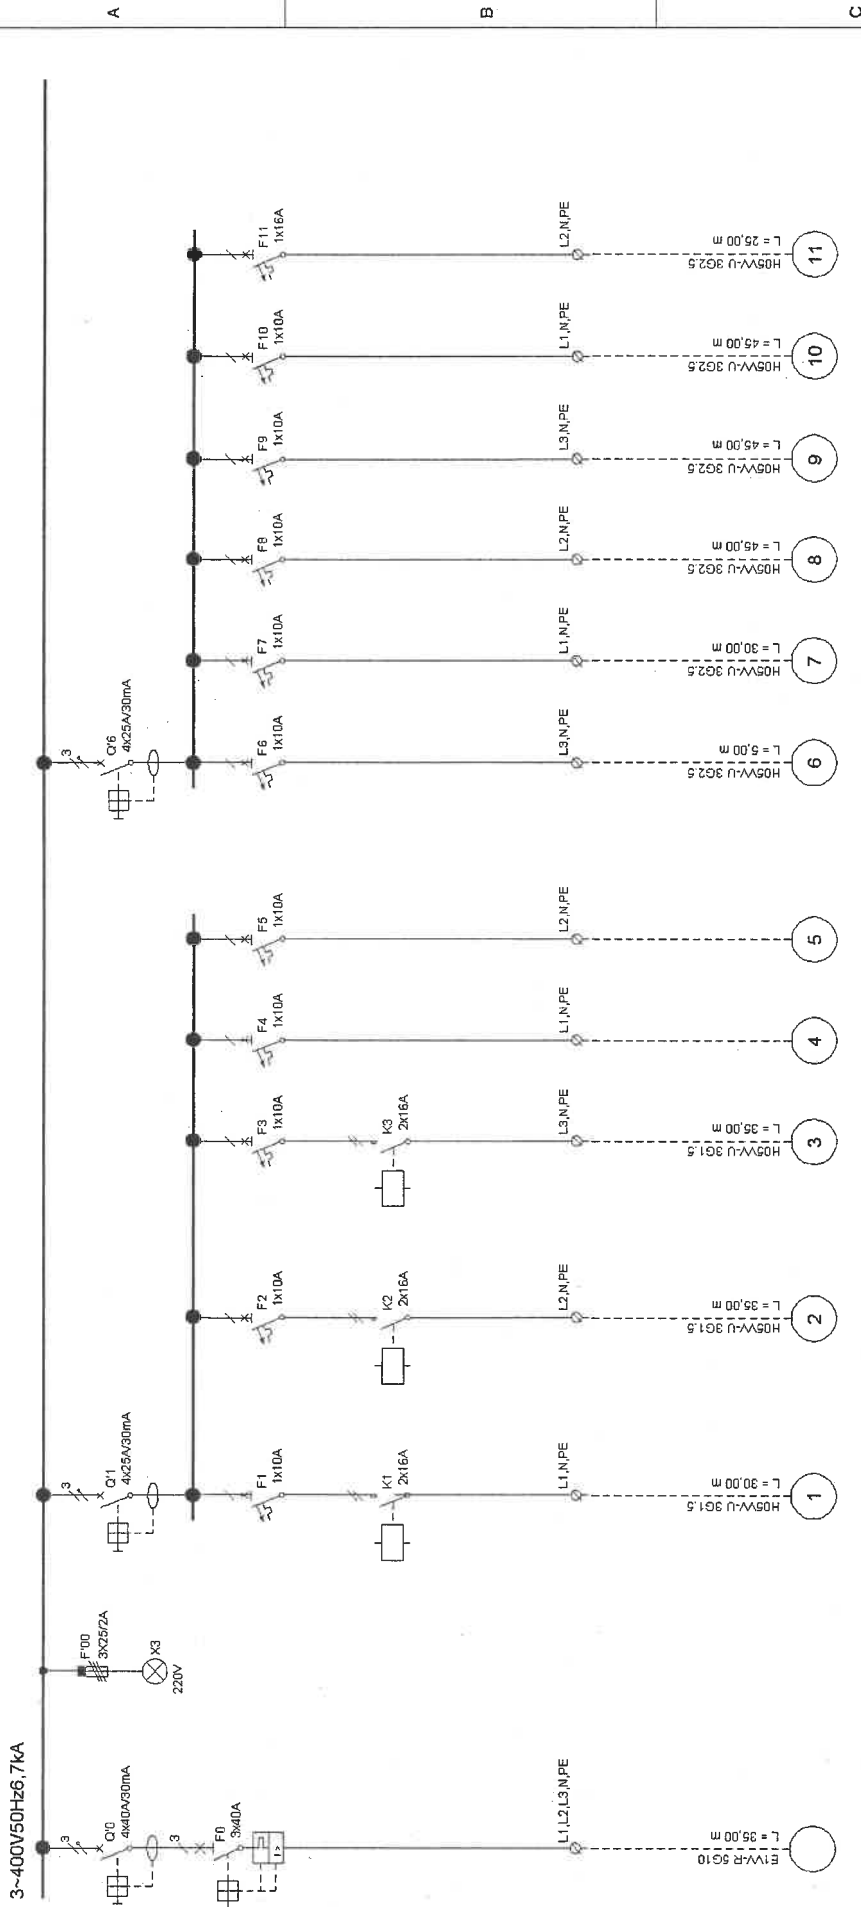 A
B
C
3~400V50Hz6,7kA
3
Q'0
4x40A/30mA
3
F0
3x40A
L1,L2,L3,N,PE
E1VV-R 5G10
L = 35,00 m
F'00
3X25/2A
X3
220V
3
Q'1
4x25A/30mA
F1
1x10A
K1
2x16A
L1,N,PE
H05VV-U 3G1.5
L = 30,00 m
1
F2
1x10A
K2
2x16A
L2,N,PE
H05VV-U 3G1.5
L = 35,00 m
2
F3
1x10A
K3
2x16A
L3,N,PE
H05VV-U 3G1.5
L = 35,00 m
3
F4
1x10A
L1,N,PE
4
F5
1x10A
L2,N,PE
5
3
Q'6
4x25A/30mA
F6
1x10A
L3,N,PE
H05VV-U 3G2.5
L = 5,00 m
6
F7
1x10A
L1,N,PE
H05VV-U 3G2.5
L = 30,00 m
7
F8
1x10A
L2,N,PE
H05VV-U 3G2.5
L = 45,00 m
8
F9
1x10A
L3,N,PE
H05VV-U 3G2.5
L = 45,00 m
9
F10
1x10A
L1,N,PE
H05VV-U 3G2.5
L = 45,00 m
10
F11
1x16A
L2,N,PE
H05VV-U 3G2.5
L = 25,00 m
11